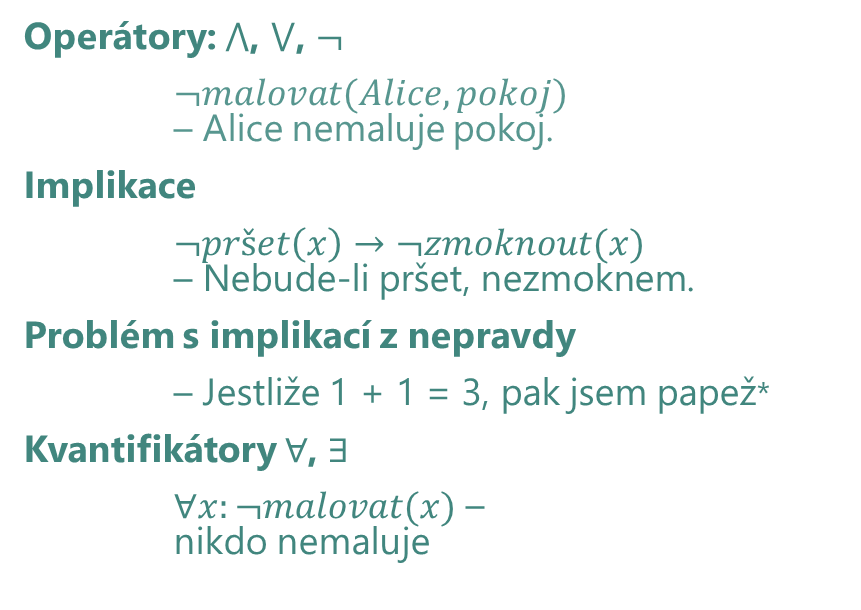 Operátory: ⋀, ⋁, ¬
¬malovat(Alice, pokoj)
– Alice nemaluje pokoj.
Implikace
¬pršet(x) → ¬zmoknout(x)
– Nebude-li pršet, nezmoknem.
Problém s implikací z nepravdy
– Jestliže 1 + 1 = 3, pak jsem papež*
Kvantifikátory ∀, ∃
∀x: ¬malovat(x) –
nikdo nemaluje